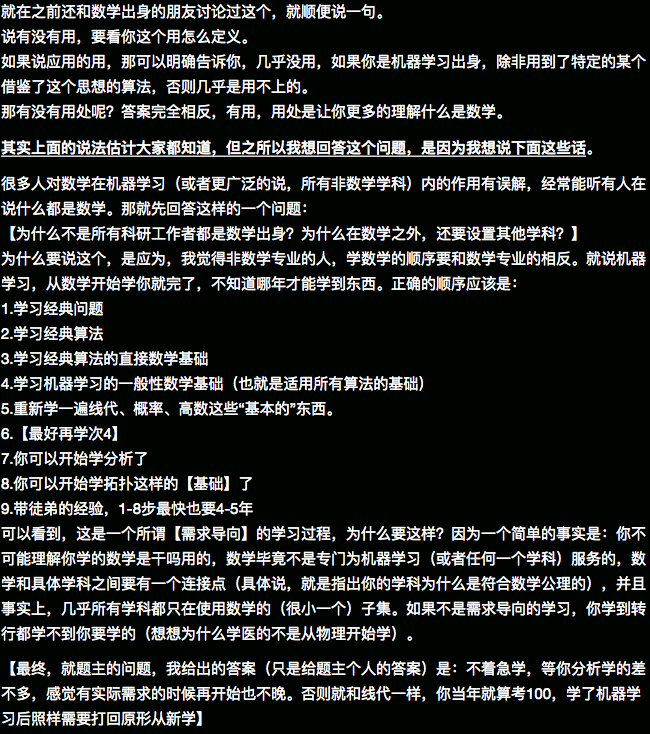 就在之前还和数学出身的朋友讨论过这个，就顺便说一句。
说有没有用，要看你这个用怎么定义。
如果说应用的用，那可以明确告诉你，几乎没用，如果你是机器学习出身，除非用到了特定的某个
借鉴了这个思想的算法，否则几乎是用不上的。
那有没有用处呢？答案完全相反，有用，用处是让你更多的理解什么是数学。
其实上面的说法估计大家都知道，但之所以我想回答这个问题，是因为我想说下面这些话。
很多人对数学在机器学习（或者更广泛的说，所有非数学学科）内的作用有误解，经常能听有人在
说什么都是数学。那就先回答这样的一个问题：
【为什么不是所有科研工作者都是数学出身？为什么在数学之外，还要设置其他学科？】
为什么要说这个，是应为，我觉得非数学专业的人，学数学的顺序要和数学专业的相反。就说机器
学习，从数学开始学你就完了，不知道哪年才能学到东西。正确的顺序应该是：
1.学习经典问题
2.学习经典算法
3.学习经典算法的直接数学基础
4.学习机器学习的一般性数学基础（也就是适用所有算法的基础）
5.重新学一遍线代、概率、高数这些“基本的”东西。
6.【最好再学次4】
7.你可以开始学分析了
8.你可以开始学拓扑这样的【基础】了
9.带徒弟的经验，1-8步最快也要4-5年
可以看到，这是一个所谓【需求导向】的学习过程，为什么要这样？因为一个简单的事实是：你不
可能理解你学的数学是干吗用的，数学毕竟不是专门为机器学习（或者任何一个学科）服务的，数
学和具体学科之间要有一个连接点（具体说，就是指出你的学科为什么是符合数学公理的），并且
事实上，几乎所有学科都只在使用数学的（很小一个）子集。如果不是需求导向的学习，你学到转
行都学不到你要学的（想想为什么学医的不是从物理开始学）。
【最终，就题主的问题，我给出的答案（只是给题主个人的答案）是：不着急学，等你分析学的差
不多，感觉有实际需求的时候再开始也不晚。否则就和线代一样，你当年就算考100，学了机器学
习后照样需要打回原形从新学】